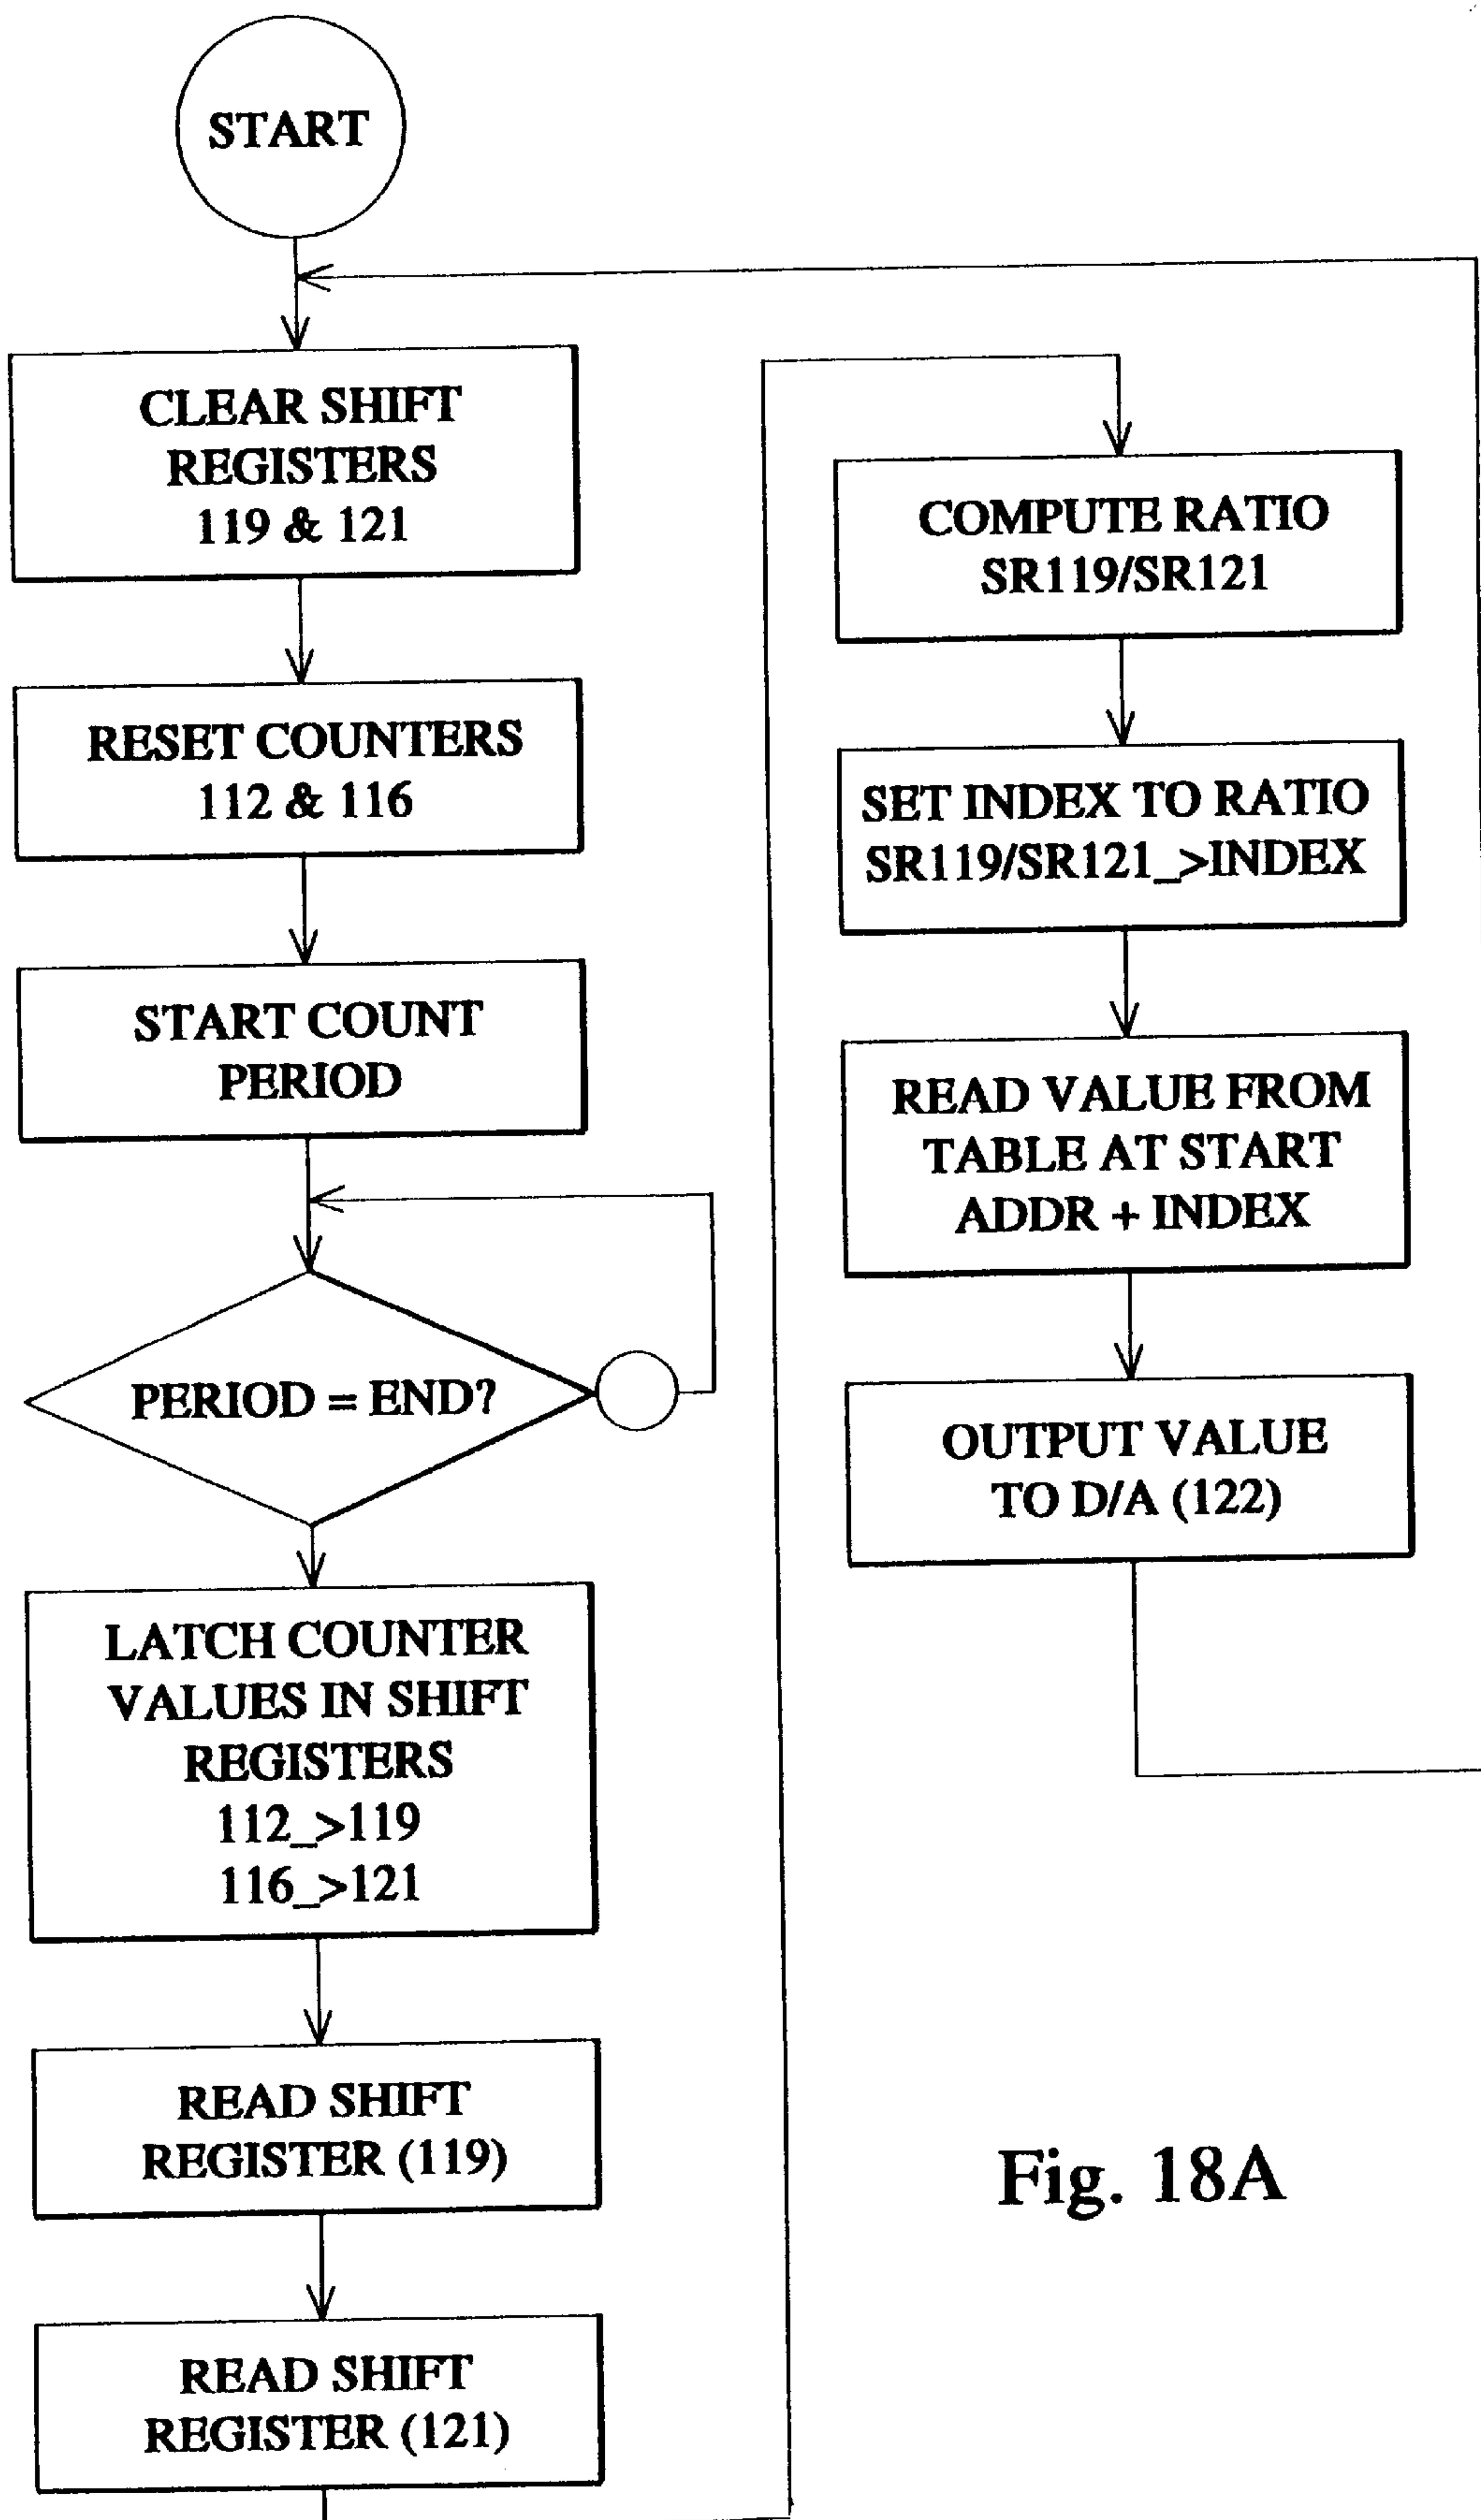 START
CLEAR SHIFT
REGISTERS
119 & 121
RESET COUNTERS
112 & 116
START COUNT
PERIOD
PERIOD = END?
LATCH COUNTER
VALUES IN SHIFT
REGISTERS
112_>119
116_>121
READ SHIFT
REGISTER (119)
READ SHIFT
REGISTER (121)
COMPUTE RATIO
SR119/SR121
SET INDEX TO RATIO
SR119/SR121_>INDEX
READ VALUE FROM
TABLE AT START
ADDR + INDEX
OUTPUT VALUE
TO D/A (122)
Fig. 18A